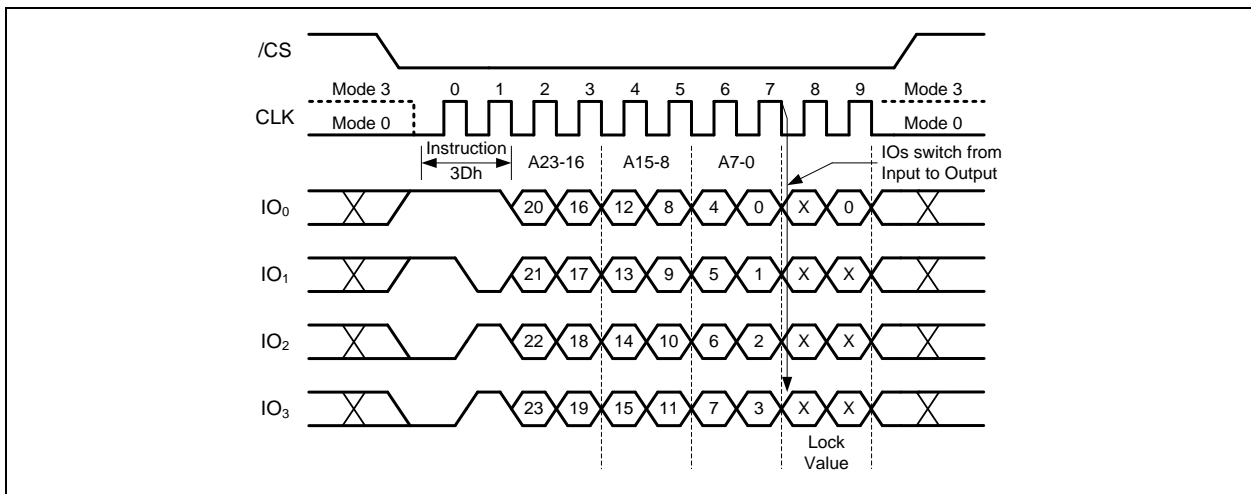 /CS
Mode 3 0 1 2 3 4 5 6 7 8 9 Mode 3
CLK
Mode 0 Mode 0
Instruction A23-16 A15-8 A7-0 IOs switch from
3Dh Input to Output
IO0 20 16 12 8 4 0 X 0
IO1 21 17 13 9 5 1 X X
IO2 22 18 14 10 6 2 X X
IO3 23 19 15 11 7 3 X X
Lock
Value